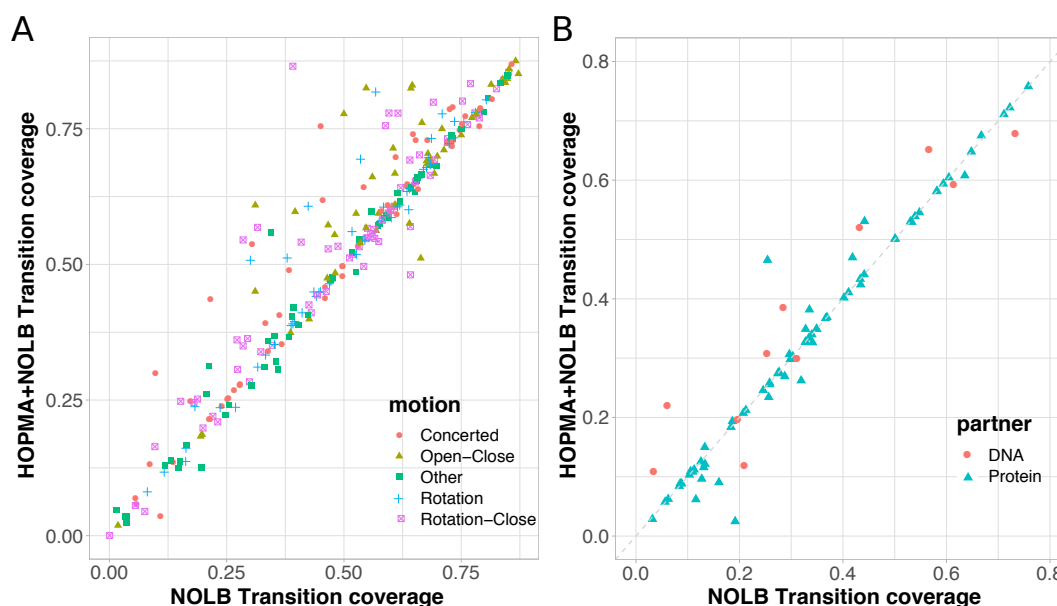 A
HOPMA+NOLB Transition coverage
0.75
0.50
0.25
0.00
motion
Concerted
Open-Close
Other
Rotation
Rotation-Close
0.00 0.25 0.50 0.75
NOLB Transition coverage
B
HOPMA+NOLB Transition coverage
0.8
0.6
0.4
0.2
0.0
partner
DNA
Protein
0.0 0.2 0.4 0.6 0.8
NOLB Transition coverage